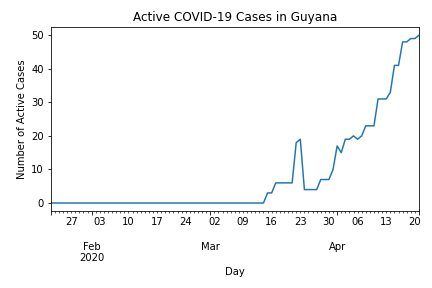 Active COVID-19 Cases in Guyana
50
40
30
20
10
0
Number of Active Cases
27 03 10 17 24 02 09 16 23 30 06 13 20
Feb Mar Apr
2020
Day